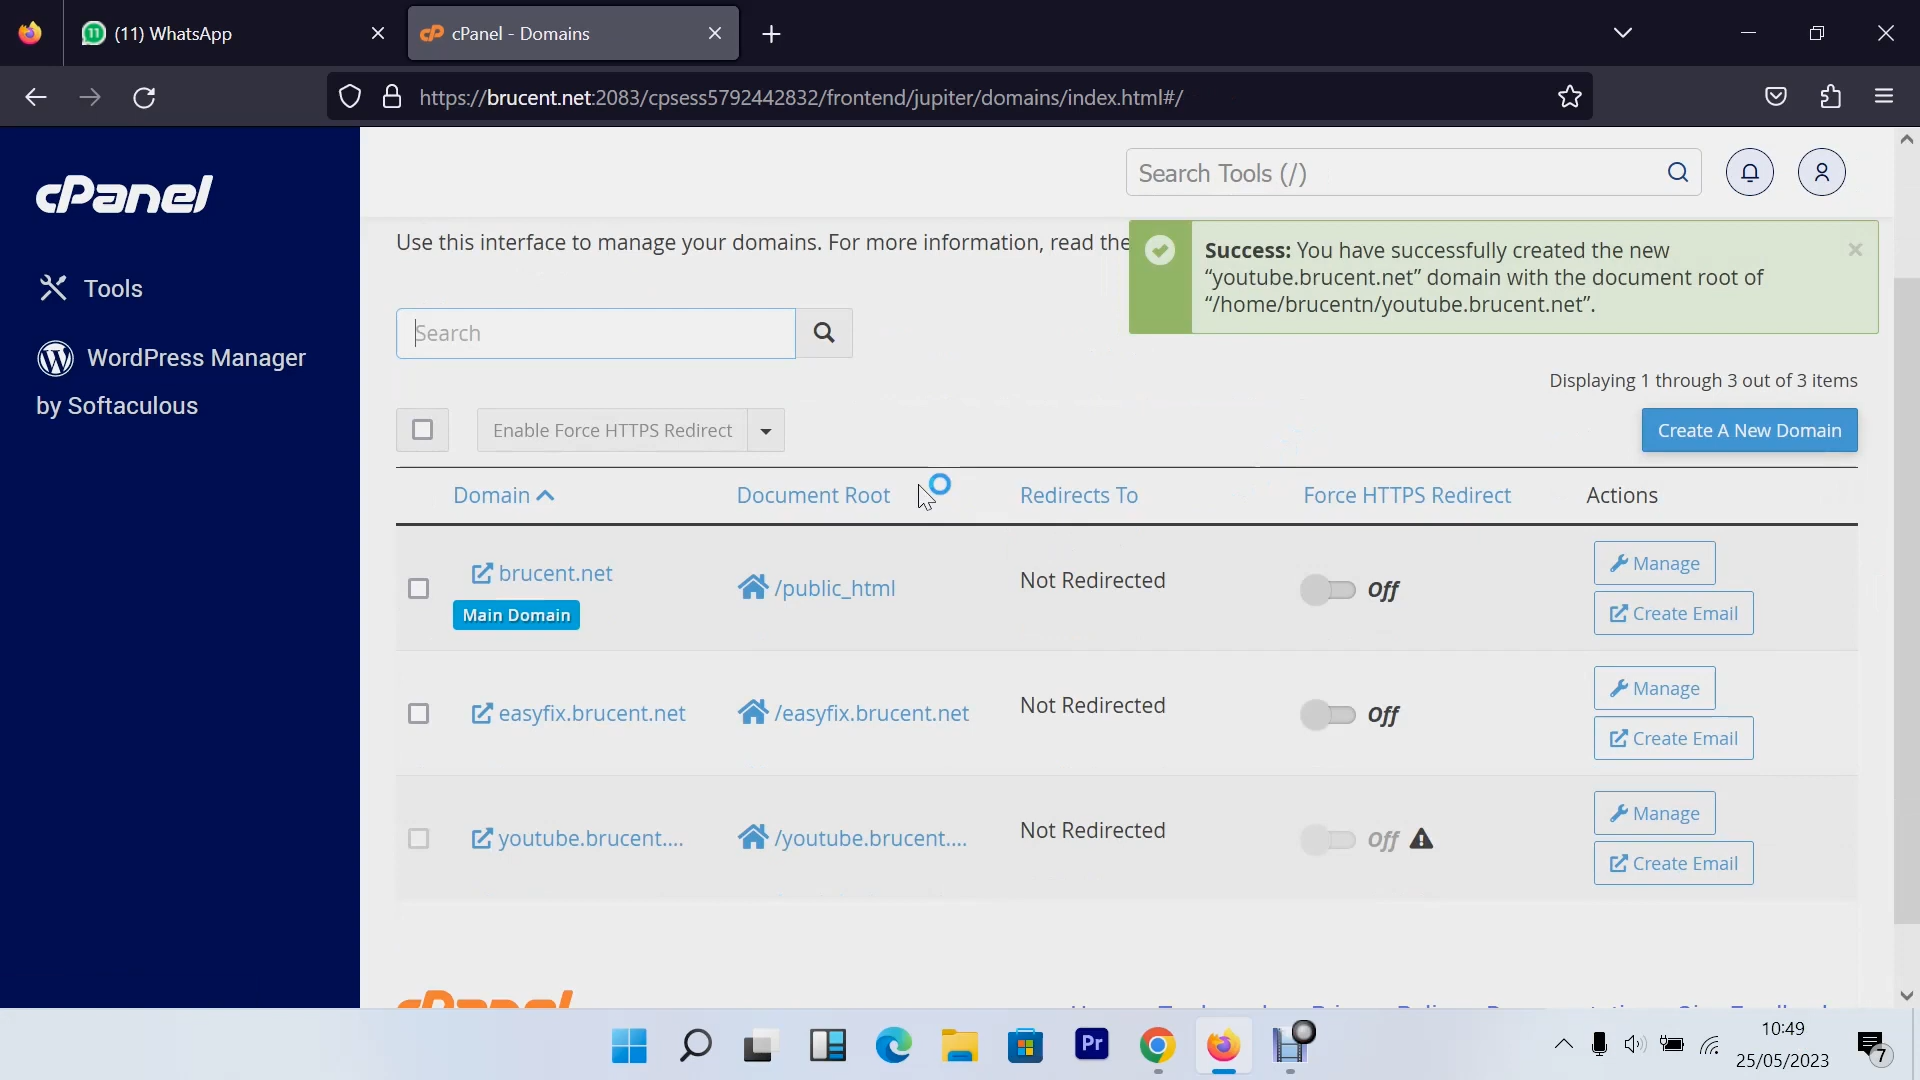 (11) WhatsApp
cPanel - Domains
https://brucent.net:2083/cpsess5792442832/frontend/jupiter/domains/index.html#/
cPanel
Search Tools (/)
Use this interface to manage your domains. For more information, read the
Success: You have successfully created the new
“youtube.brucent.net” domain with the document root of
“/home/brucentn/youtube.brucent.net”.
Tools
WordPress Manager
by Softaculous
Search
Displaying 1 through 3 out of 3 items
Enable Force HTTPS Redirect
Create A New Domain
Domain Document Root Redirects To Force HTTPS Redirect Actions
brucent.net
Main Domain
/public_html
Not Redirected
Off
Manage
Create Email
easyfix.brucent.net
/easyfix.brucent.net
Not Redirected
Off
Manage
Create Email
youtube.brucent....
/youtube.brucent....
Not Redirected
Off
Manage
Create Email
cPanel
Pr
10:49
25/05/2023
7